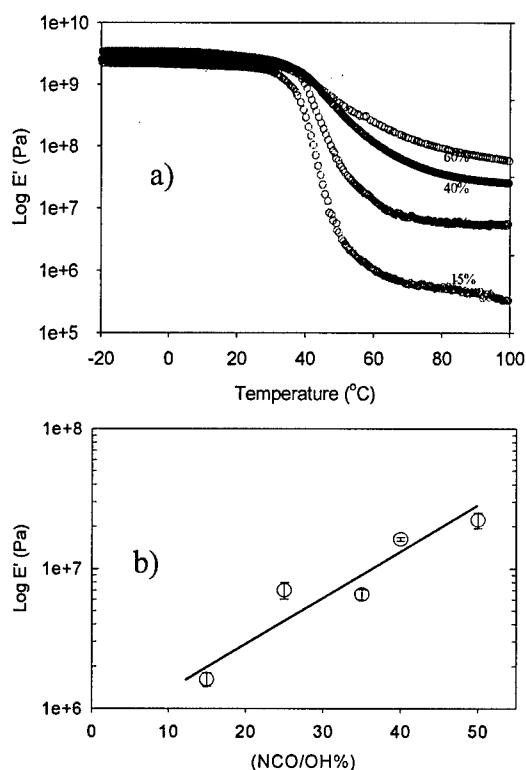 1e+10
1e+9
1e+8
1e+7
1e+6
1e+5
Log E' (Pa)
a)
60%
40%
15%
-20 0 20 40 60 80 100
Temperature (°C)
1e+8
1e+7
1e+6
Log E' (Pa)
b)
0 10 20 30 40 50
(NCO/OH%)